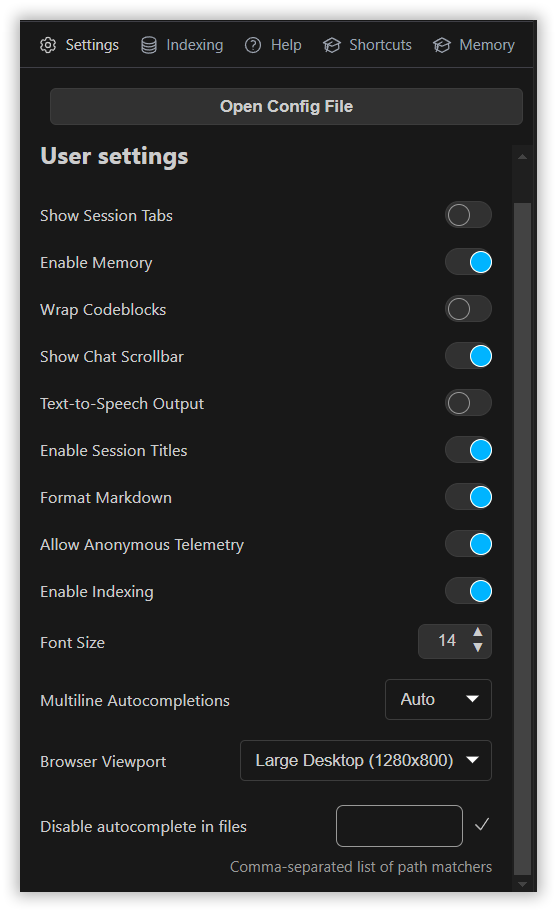 Settings Indexing Help Shortcuts Memory
Open Config File
User settings
Show Session Tabs
Enable Memory
Wrap Codeblocks
Show Chat Scrollbar
Text-to-Speech Output
Enable Session Titles
Format Markdown
Allow Anonymous Telemetry
Enable Indexing
Font Size 14
Multiline Autocompletions Auto
Browser Viewport Large Desktop (1280x800)
Disable autocomplete in files
Comma-separated list of path matchers